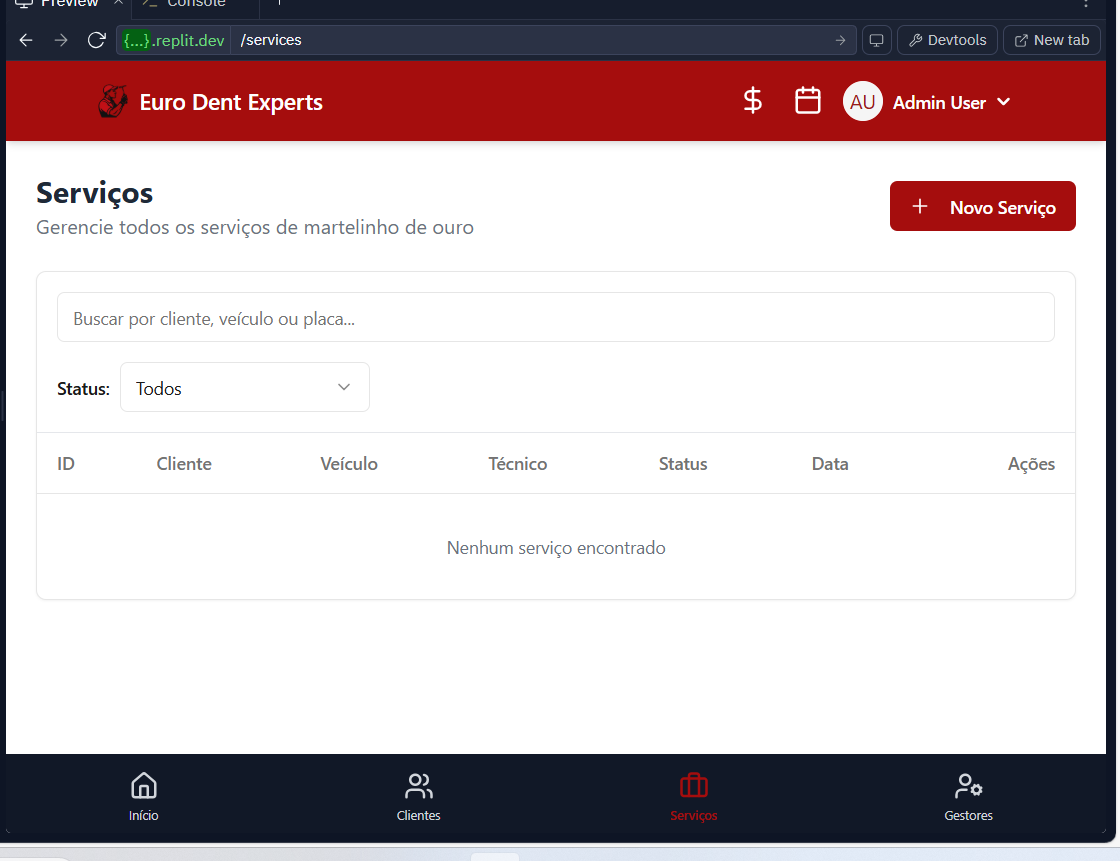 Preview
Console
{...}.replit.dev /services Devtools New tab
Euro Dent Experts AU Admin User
Serviços
Gerencie todos os serviços de martelinho de ouro
Novo Serviço
Buscar por cliente, veículo ou placa...
Status: Todos
ID Cliente Veículo Técnico Status Data Ações
Nenhum serviço encontrado
Início Clientes Serviços Gestores